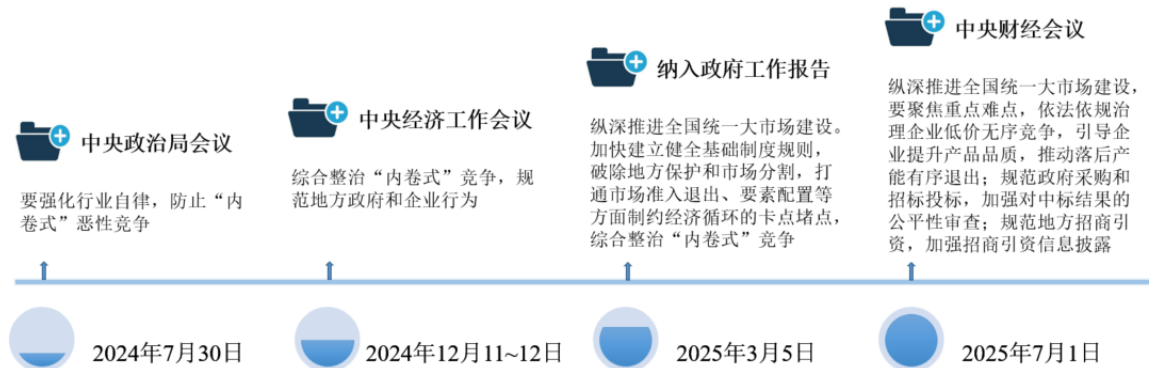 中央政治局会议
要强化行业自律，防止“内
卷式”恶性竞争
2024年7月30日
中央经济工作会议
综合整治“内卷式”竞争，规
范地方政府和企业行为
2024年12月11~12日
纳入政府工作报告
纵深推进全国统一大市场建设。
加快建立健全基础制度规则，
破除地方保护和市场分割，打
通市场准入退出、要素配置等
方面制约经济循环的卡点堵点，
综合整治“内卷式”竞争
2025年3月5日
中央财经会议
纵深推进全国统一大市场建设，
要聚焦重点难点，依法依规治
理企业低价无序竞争，引导企
业提升产品品质，推动落后产
能有序退出；规范政府采购和
招标投标，加强对中标结果的
公平性审查；规范地方招商引
资，加强招商引资信息披露
2025年7月1日